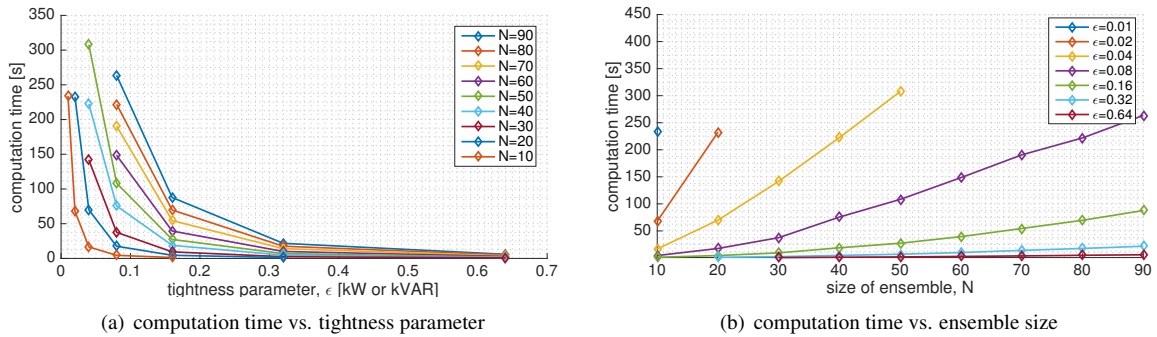 350
300
250
200
150
100
50
0
computation time [s]
N=90
N=80
N=70
N=60
N=50
N=40
N=30
N=20
N=10
0 0.1 0.2 0.3 0.4 0.5 0.6 0.7
tightness parameter, ϵ [kW or kVAR]
(a) computation time vs. tightness parameter
450
400
350
300
250
200
150
100
50
computation time [s]
ϵ=0.01
ϵ=0.02
ϵ=0.04
ϵ=0.08
ϵ=0.16
ϵ=0.32
ϵ=0.64
10 20 30 40 50 60 70 80 90
size of ensemble, N
(b) computation time vs. ensemble size